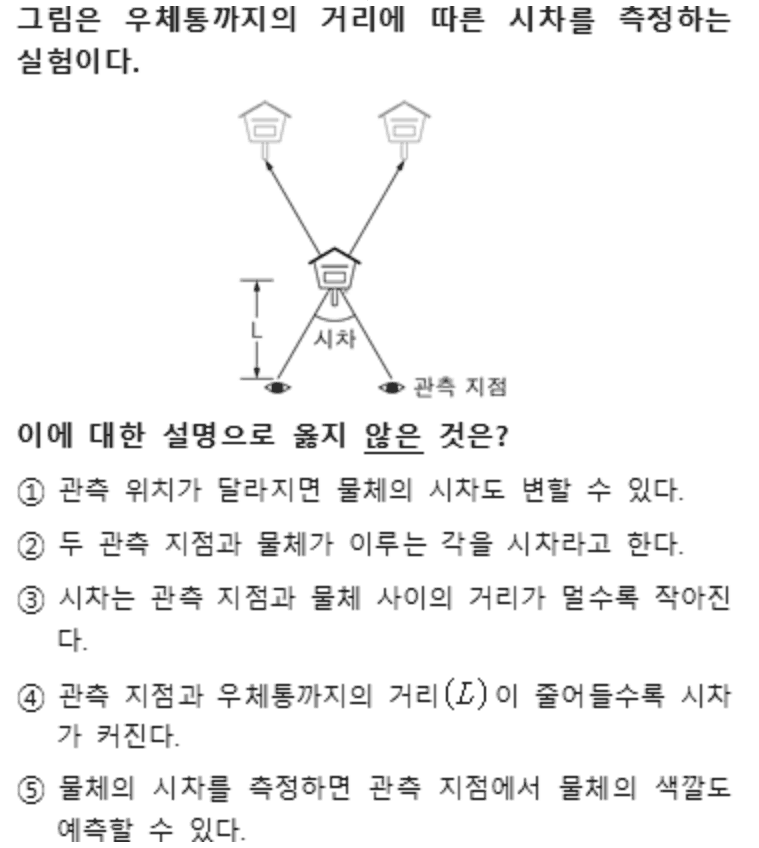 그림은 우체통까지의 거리에 따른 시차를 측정하는
실험이다.
L
시차
관측 지점
이에 대한 설명으로 옳지 않은 것은?
① 관측 위치가 달라지면 물체의 시차도 변할 수 있다.
② 두 관측 지점과 물체가 이루는 각을 시차라고 한다.
③ 시차는 관측 지점과 물체 사이의 거리가 멀수록 작아진
다.
④ 관측 지점과 우체통까지의 거리(L)이 줄어들수록 시차
가 커진다.
⑤ 물체의 시차를 측정하면 관측 지점에서 물체의 색깔도
예측할 수 있다.